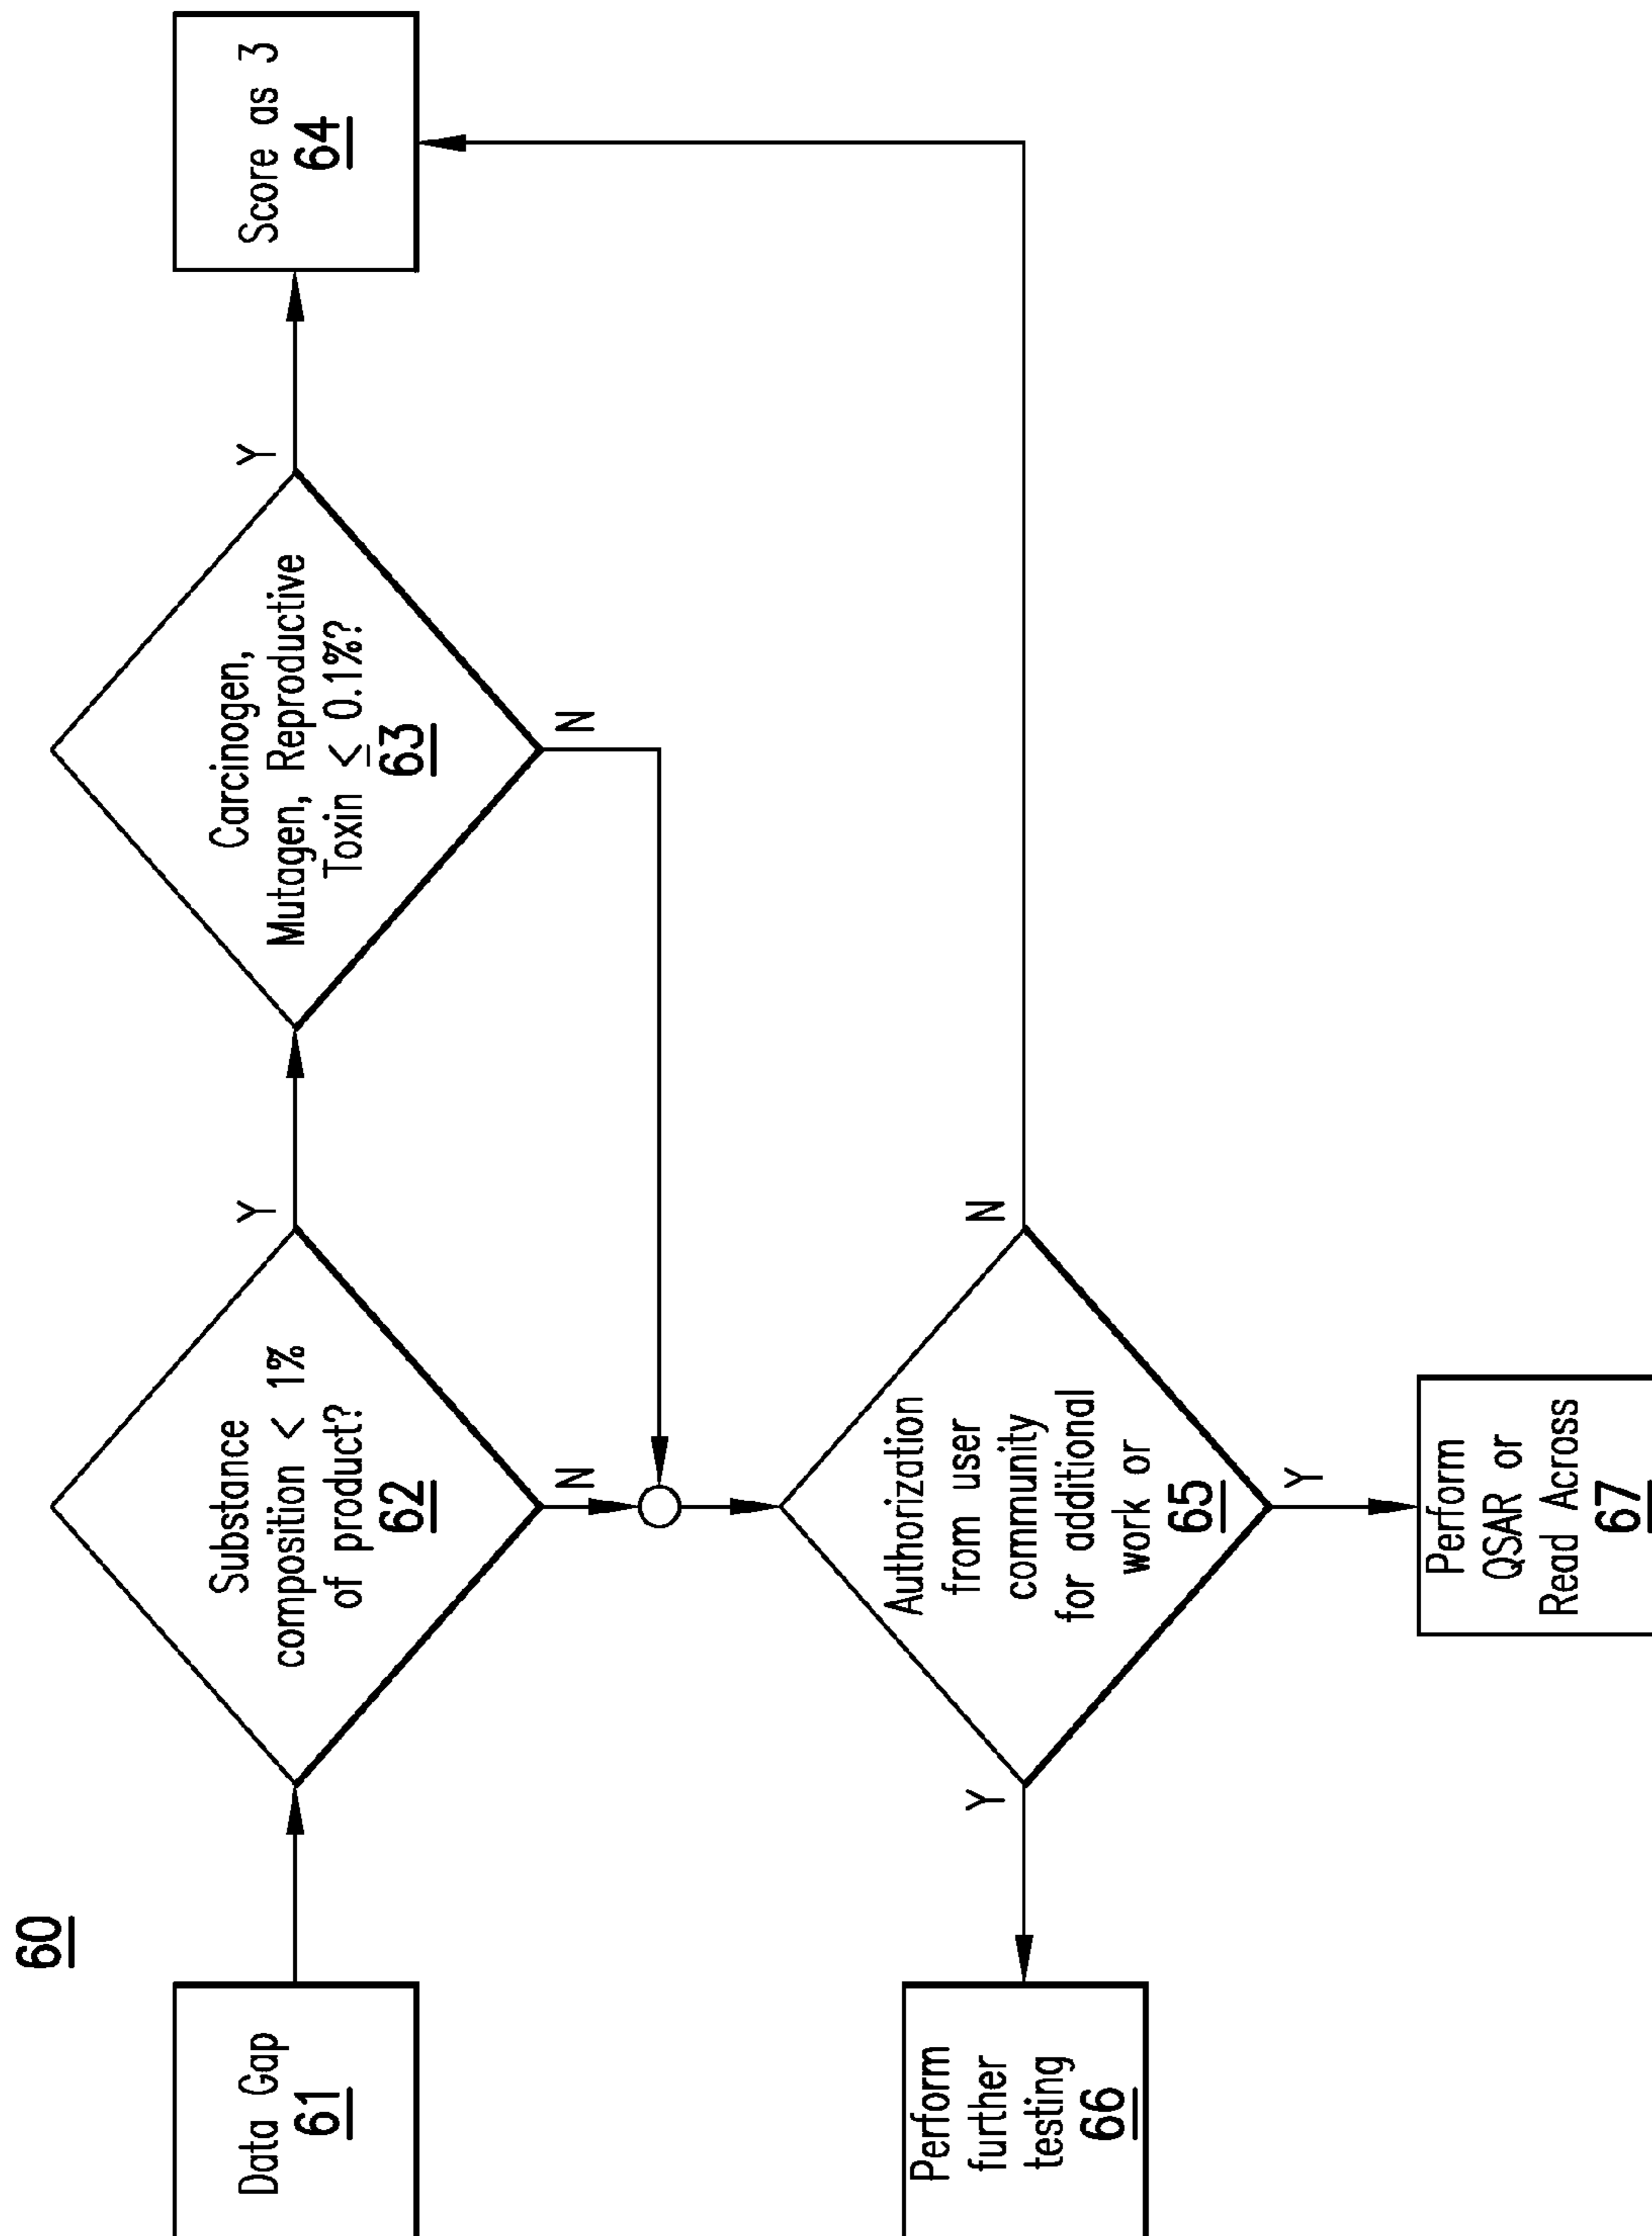 60
Data Gap
61
Substance
composition < 1%
of product?
62
Y
N
Carcinogen,
Mutagen, Reproductive
Toxin ≤ 0.1%?
63
Y
N
Score as 3
64
Authorization
from user
community
for additional
work or
65
Y
N
Y
Perform
further
testing
66
Perform
QSAR or
Read Across
67